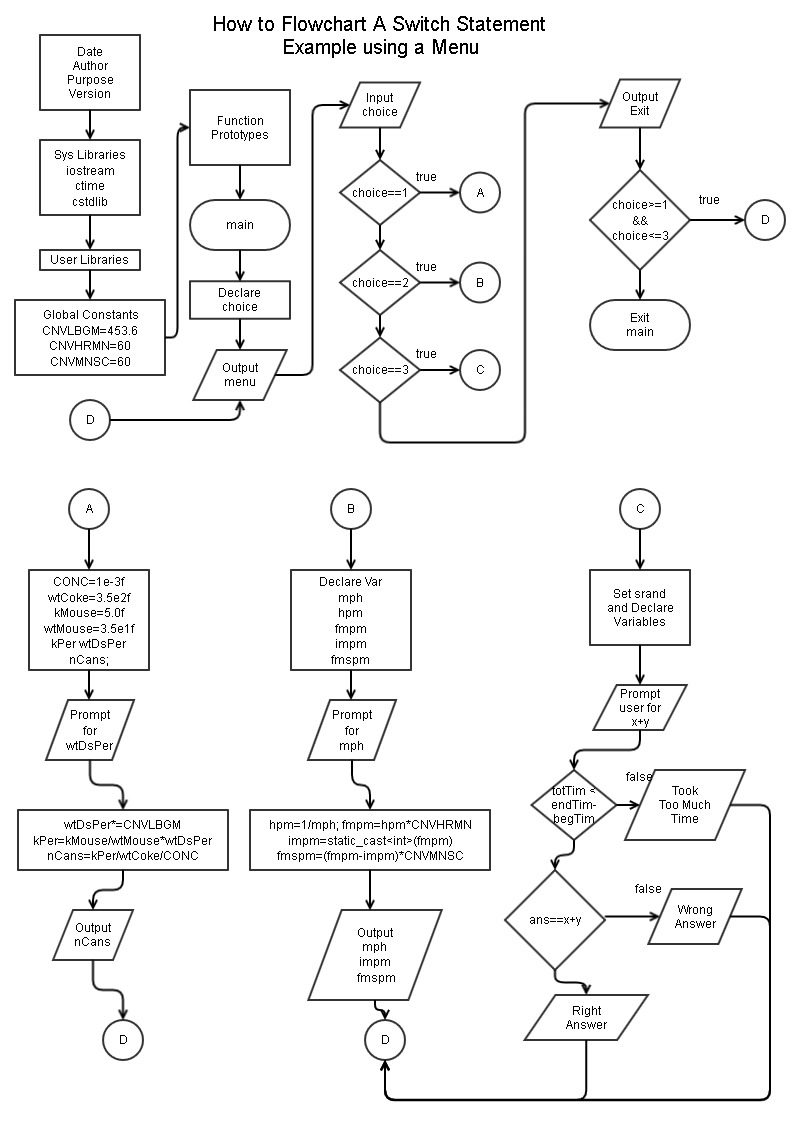 How to Flowchart A Switch Statement
Example using a Menu
Date
Author
Purpose
Version
Sys Libraries
iostream
ctime
cstdlib
User Libraries
Global Constants
CNVLBGM=453.6
CNVHRMN=60
CNVMNSC=60
D
Function
Prototypes
main
Declare
choice
Output
menu
Input
choice
choice==1
true
A
choice==2
true
B
choice==3
true
C
Output
Exit
choice>=1
&&
choice<=3
true
D
Exit
main
A
CONC=1e-3f
wtCoke=3.5e2f
kMouse=5.0f
wtMouse=3.5e1f
kPer wtDsPer
nCans;
Prompt
for
wtDsPer
wtDsPer*=CNVLBGM
kPer=kMouse/wtMouse*wtDsPer
nCans=kPer/wtCoke/CONC
Output
nCans
D
B
Declare Var
mph
hpm
fmpm
impm
fmspm
Prompt
for
mph
hpm=1/mph; fmpm=hpm*CNVHRMN
impm=static_cast<int>(fmpm)
fmspm=(fmpm-impm)*CNVMNSC
Output
mph
impm
fmspm
D
C
Set srand
and Declare
Variables
Prompt
user for
x+y
totTim <
endTim-
begTim
false
Took
Too Much
Time
ans==x+y
false
Wrong
Answer
Right
Answer